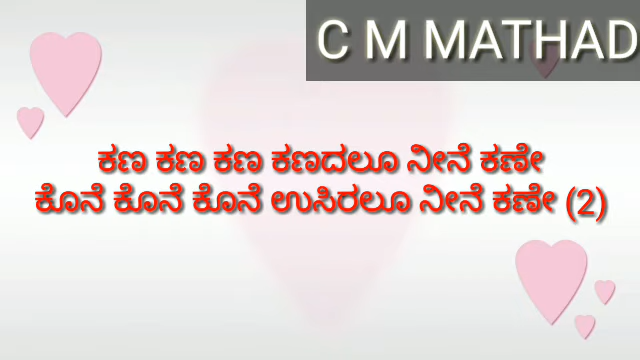 C M MATHAD
ಕಣ ಕಣ ಕಣ ಕಣದಲೂ ನೀನೆ ಕಣೇ
ಕೊನೆ ಕೊನೆ ಕೊನೆ ಉಸಿರಲೂ ನೀನೆ ಕಣೇ (2)